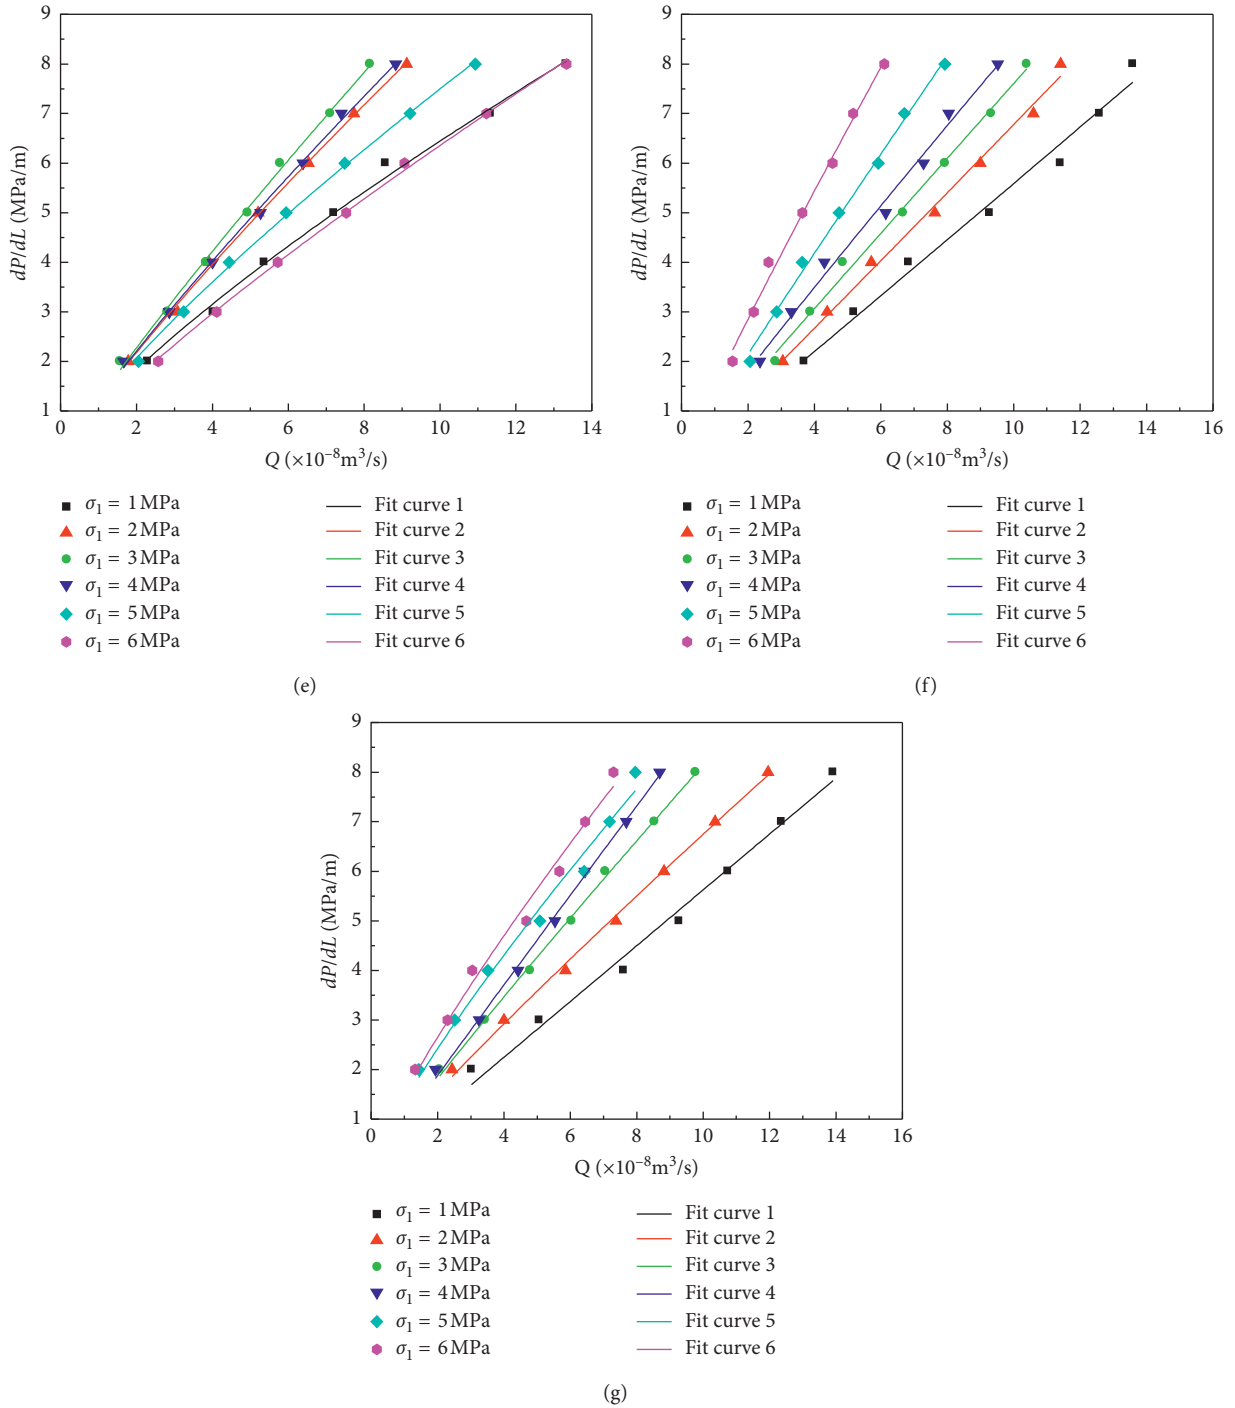 9
8
7
6
5
4
3
2
1
dP/dL (MPa/m)
0 2 4 6 8 10 12 14
Q (×10⁻⁸m³/s)
σ₁ = 1 MPa Fit curve 1
σ₁ = 2 MPa Fit curve 2
σ₁ = 3 MPa Fit curve 3
σ₁ = 4 MPa Fit curve 4
σ₁ = 5 MPa Fit curve 5
σ₁ = 6 MPa Fit curve 6
(e)
9
8
7
6
5
4
3
2
1
dP/dL (MPa/m)
0 2 4 6 8 10 12 14 16
Q (×10⁻⁸m³/s)
σ₁ = 1 MPa Fit curve 1
σ₁ = 2 MPa Fit curve 2
σ₁ = 3 MPa Fit curve 3
σ₁ = 4 MPa Fit curve 4
σ₁ = 5 MPa Fit curve 5
σ₁ = 6 MPa Fit curve 6
(f)
9
8
7
6
5
4
3
2
1
dP/dL (MPa/m)
0 2 4 6 8 10 12 14 16
Q (×10⁻⁸m³/s)
σ₁ = 1 MPa Fit curve 1
σ₁ = 2 MPa Fit curve 2
σ₁ = 3 MPa Fit curve 3
σ₁ = 4 MPa Fit curve 4
σ₁ = 5 MPa Fit curve 5
σ₁ = 6 MPa Fit curve 6
(g)